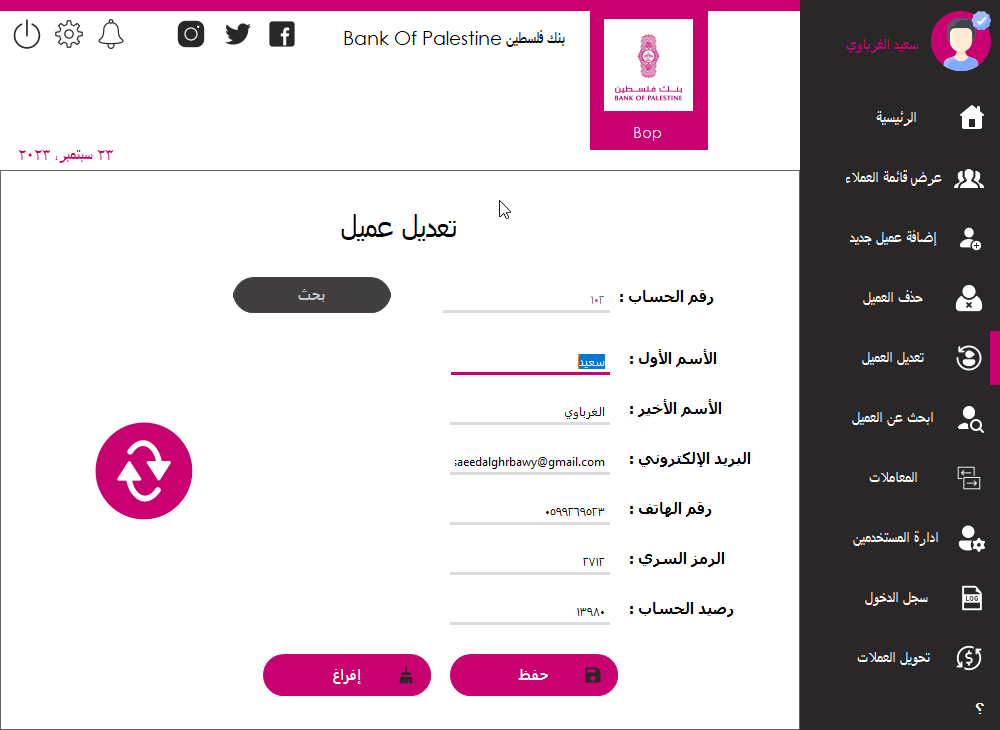 بنك فلسطين Bank Of Palestine
بنك فلسطين
BANK OF PALESTINE
Bop
٢٣ سبتمبر، ٢٠٢٣
سعيد الغرباوي
الرئيسية
عرض قائمة العملاء
إضافة عميل جديد
حذف العميل
تعديل العميل
ابحث عن العميل
المعاملات
ادارة المستخدمين
سجل الدخول
LOG
تحويل العملات
؟
تعديل عميل
رقم الحساب : ١٠٢
بحث
الأسم الأول : سعيد
الأسم الأخير : الغرباوي
البريد الإلكتروني : saeedalghrbawy@gmail.com
رقم الهاتف : ٠٥٩٩٢٦٩٥٢٣
الرمز السري : ٢٧١٢
رصيد الحساب : ١٣٩٨٠
حفظ
إفراغ